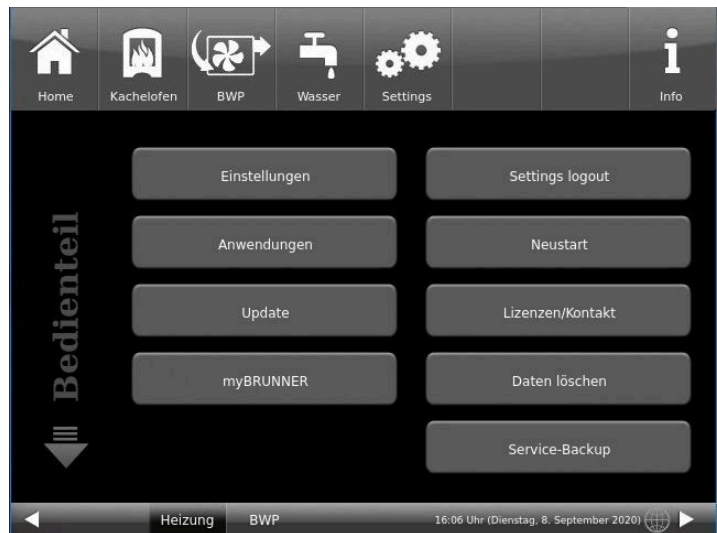 Home
Kachelofen
BWP
Wasser
Settings
Info
Bedienteil
Einstellungen
Settings logout
Anwendungen
Neustart
Update
Lizenzen/Kontakt
myBRUNNER
Daten löschen
Service-Backup
Heizung
BWP
16:06 Uhr (Dienstag, 8. September 2020)